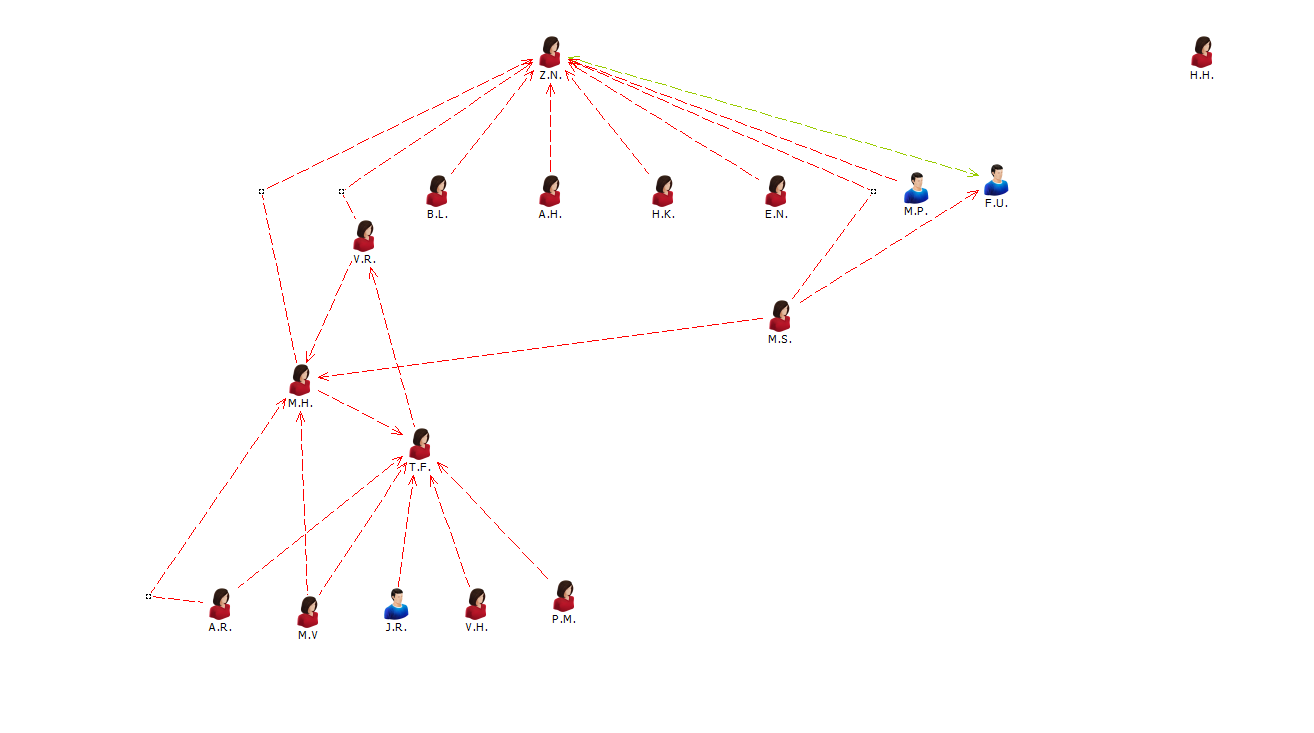 Z.N.
H.H.
B.L.
A.H.
H.K.
E.N.
M.P.
F.U.
V.R.
M.S.
M.H.
T.F.
A.R.
M.V
J.R.
V.H.
P.M.